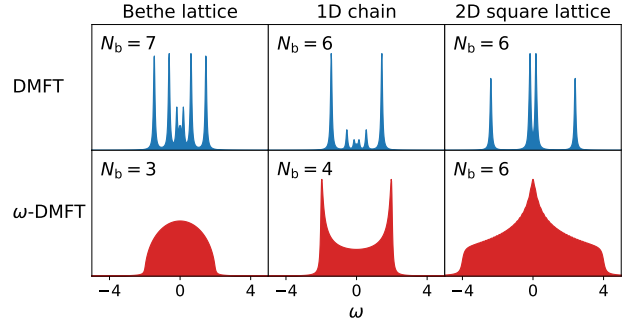 Bethe lattice 1D chain 2D square lattice
DMFT
N_b = 7 N_b = 6 N_b = 6
ω-DMFT
N_b = 3 N_b = 4 N_b = 6
−4 0 4 −4 0 4 −4 0 4
ω